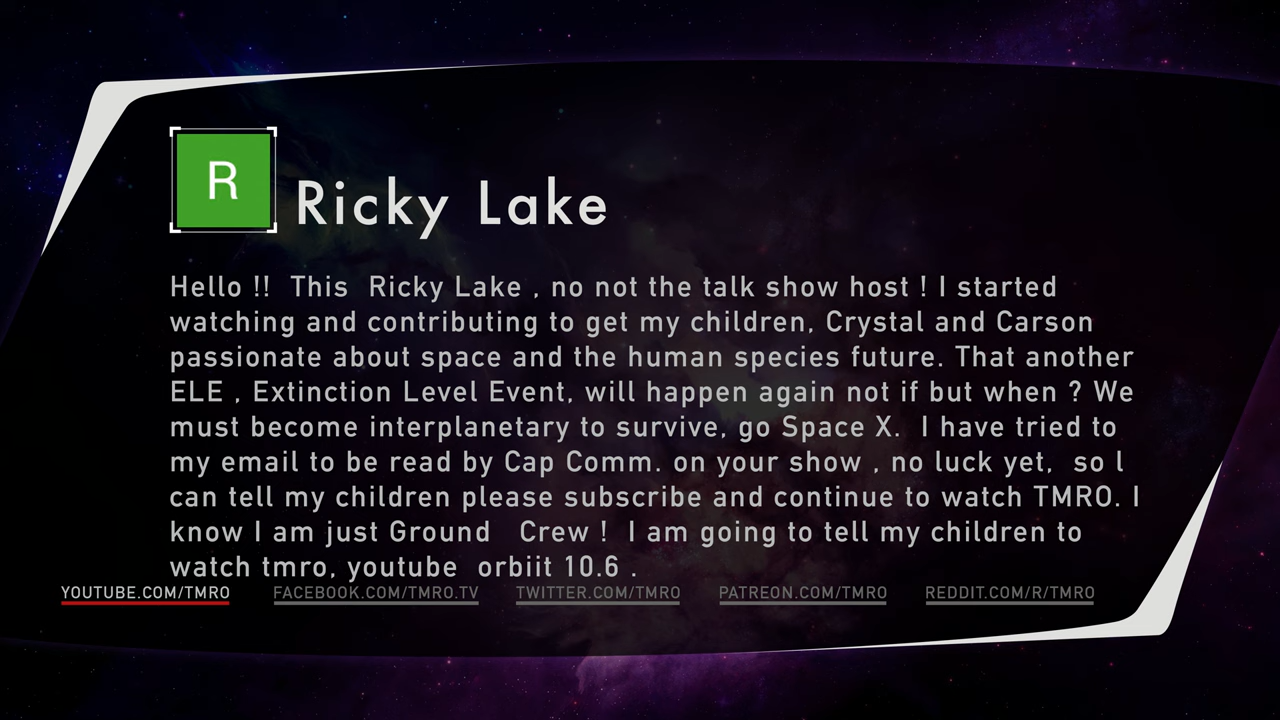 R
Ricky Lake
Hello !! This Ricky Lake , no not the talk show host ! I started
watching and contributing to get my children, Crystal and Carson
passionate about space and the human species future. That another
ELE , Extinction Level Event, will happen again not if but when ? We
must become interplanetary to survive, go Space X. I have tried to
my email to be read by Cap Comm. on your show , no luck yet, so l
can tell my children please subscribe and continue to watch TMRO. I
know I am just Ground Crew ! I am going to tell my children to
watch tmro, youtube orbiit 10.6 .
YOUTUBE.COM/TMRO FACEBOOK.COM/TMRO.TV TWITTER.COM/TMRO PATREON.COM/TMRO REDDIT.COM/R/TMRO